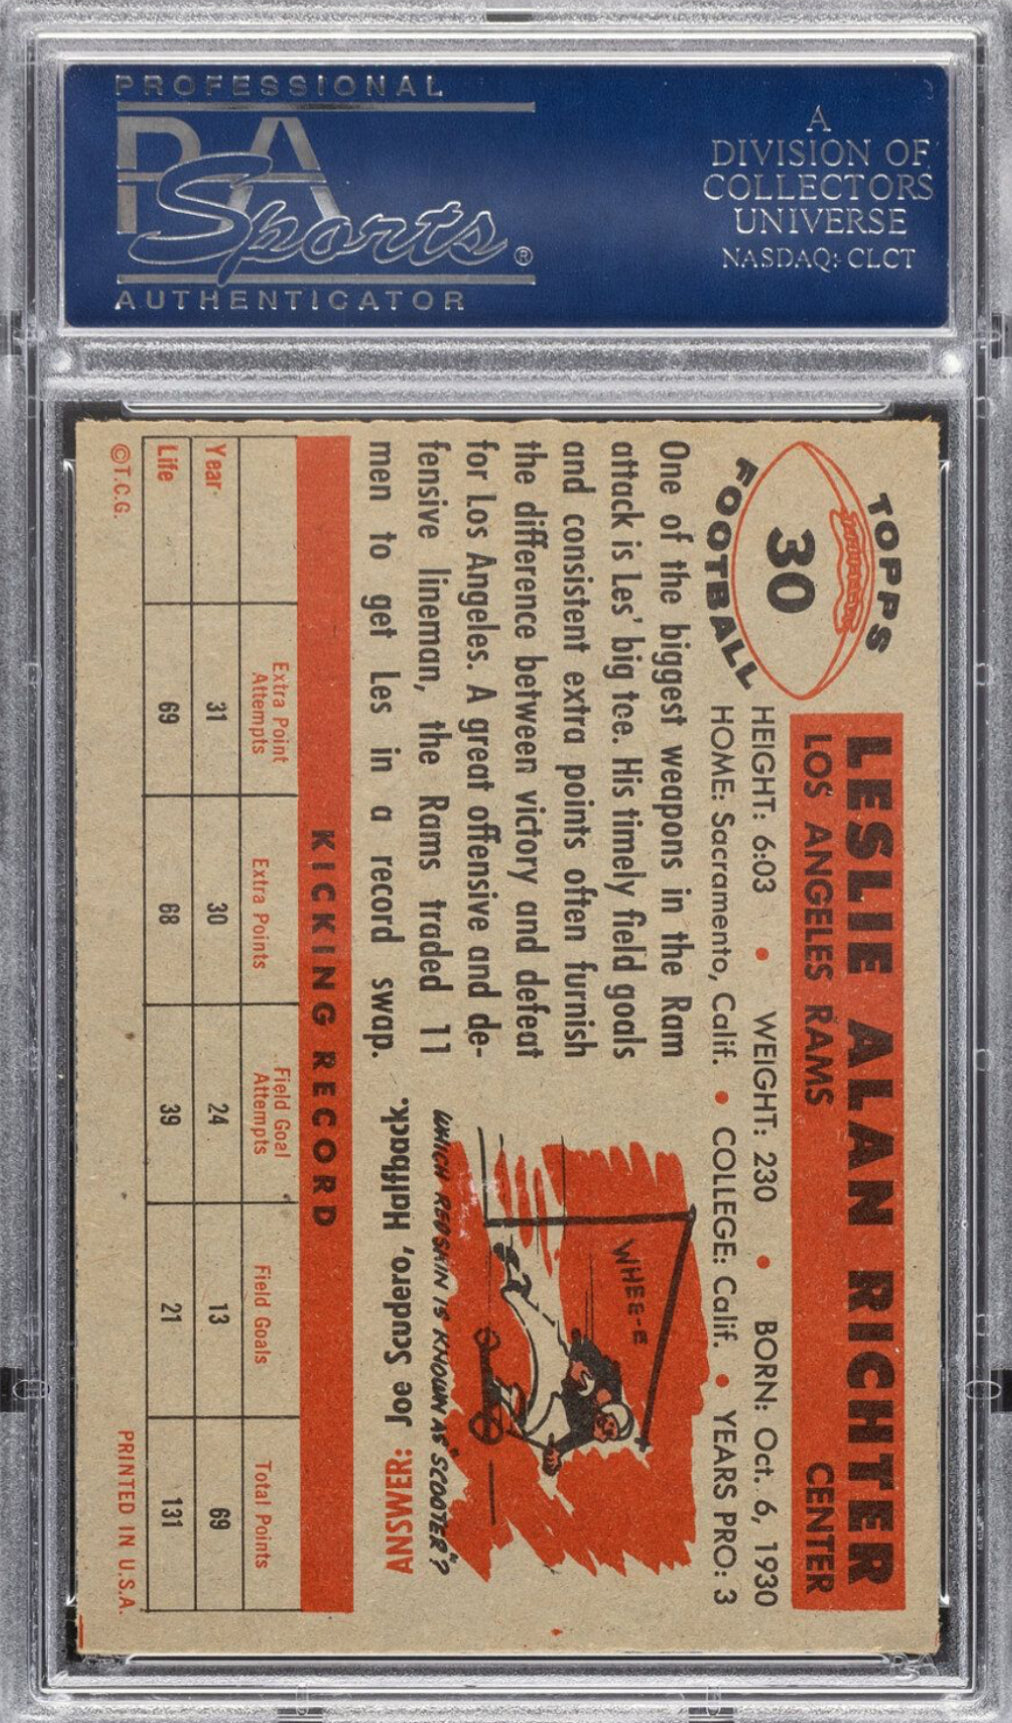 PROFESSIONAL
PSA
Sports®
AUTHENTICATOR
A
DIVISION OF
COLLECTORS
UNIVERSE
NASDAQ: CLCT
TOPPS
30
FOOTBALL
LESLIE ALAN RICHTER
LOS ANGELES RAMS CENTER
HEIGHT: 6:03 • WEIGHT: 230 • BORN: Oct. 6, 1930
HOME: Sacramento, Calif. • COLLEGE: Calif. • YEARS PRO: 3
One of the biggest weapons in the Ram
attack is Les' big toe. His timely field goals
and consistent extra points often furnish
the difference between victory and defeat
for Los Angeles. A great offensive and de-
fensive lineman, the Rams traded 11
men to get Les in a record swap.
WHEE-E
WHICH REDSKIN IS KNOWN AS "SCOOTER"?
ANSWER: Joe Scudero, Halfback.
KICKING RECORD
Extra Point Attempts Extra Points Field Goal Attempts Field Goals Total Points
Year 31 30 24 13 69
Life 69 68 39 21 131
©T.C.G. PRINTED IN U.S.A.